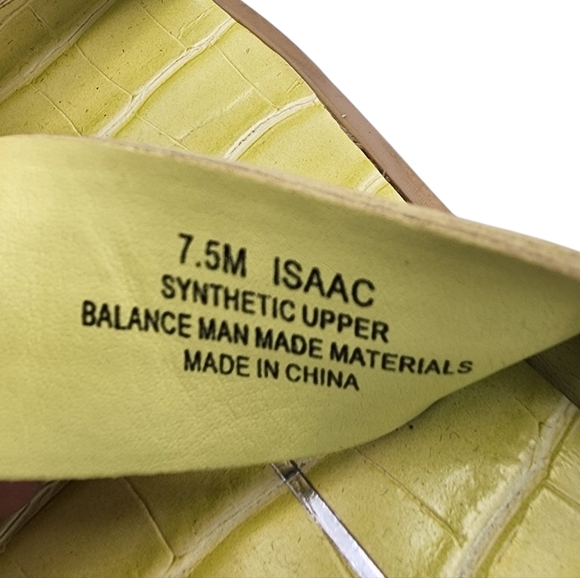 7.5M ISAAC
SYNTHETIC UPPER
BALANCE MAN MADE MATERIALS
MADE IN CHINA